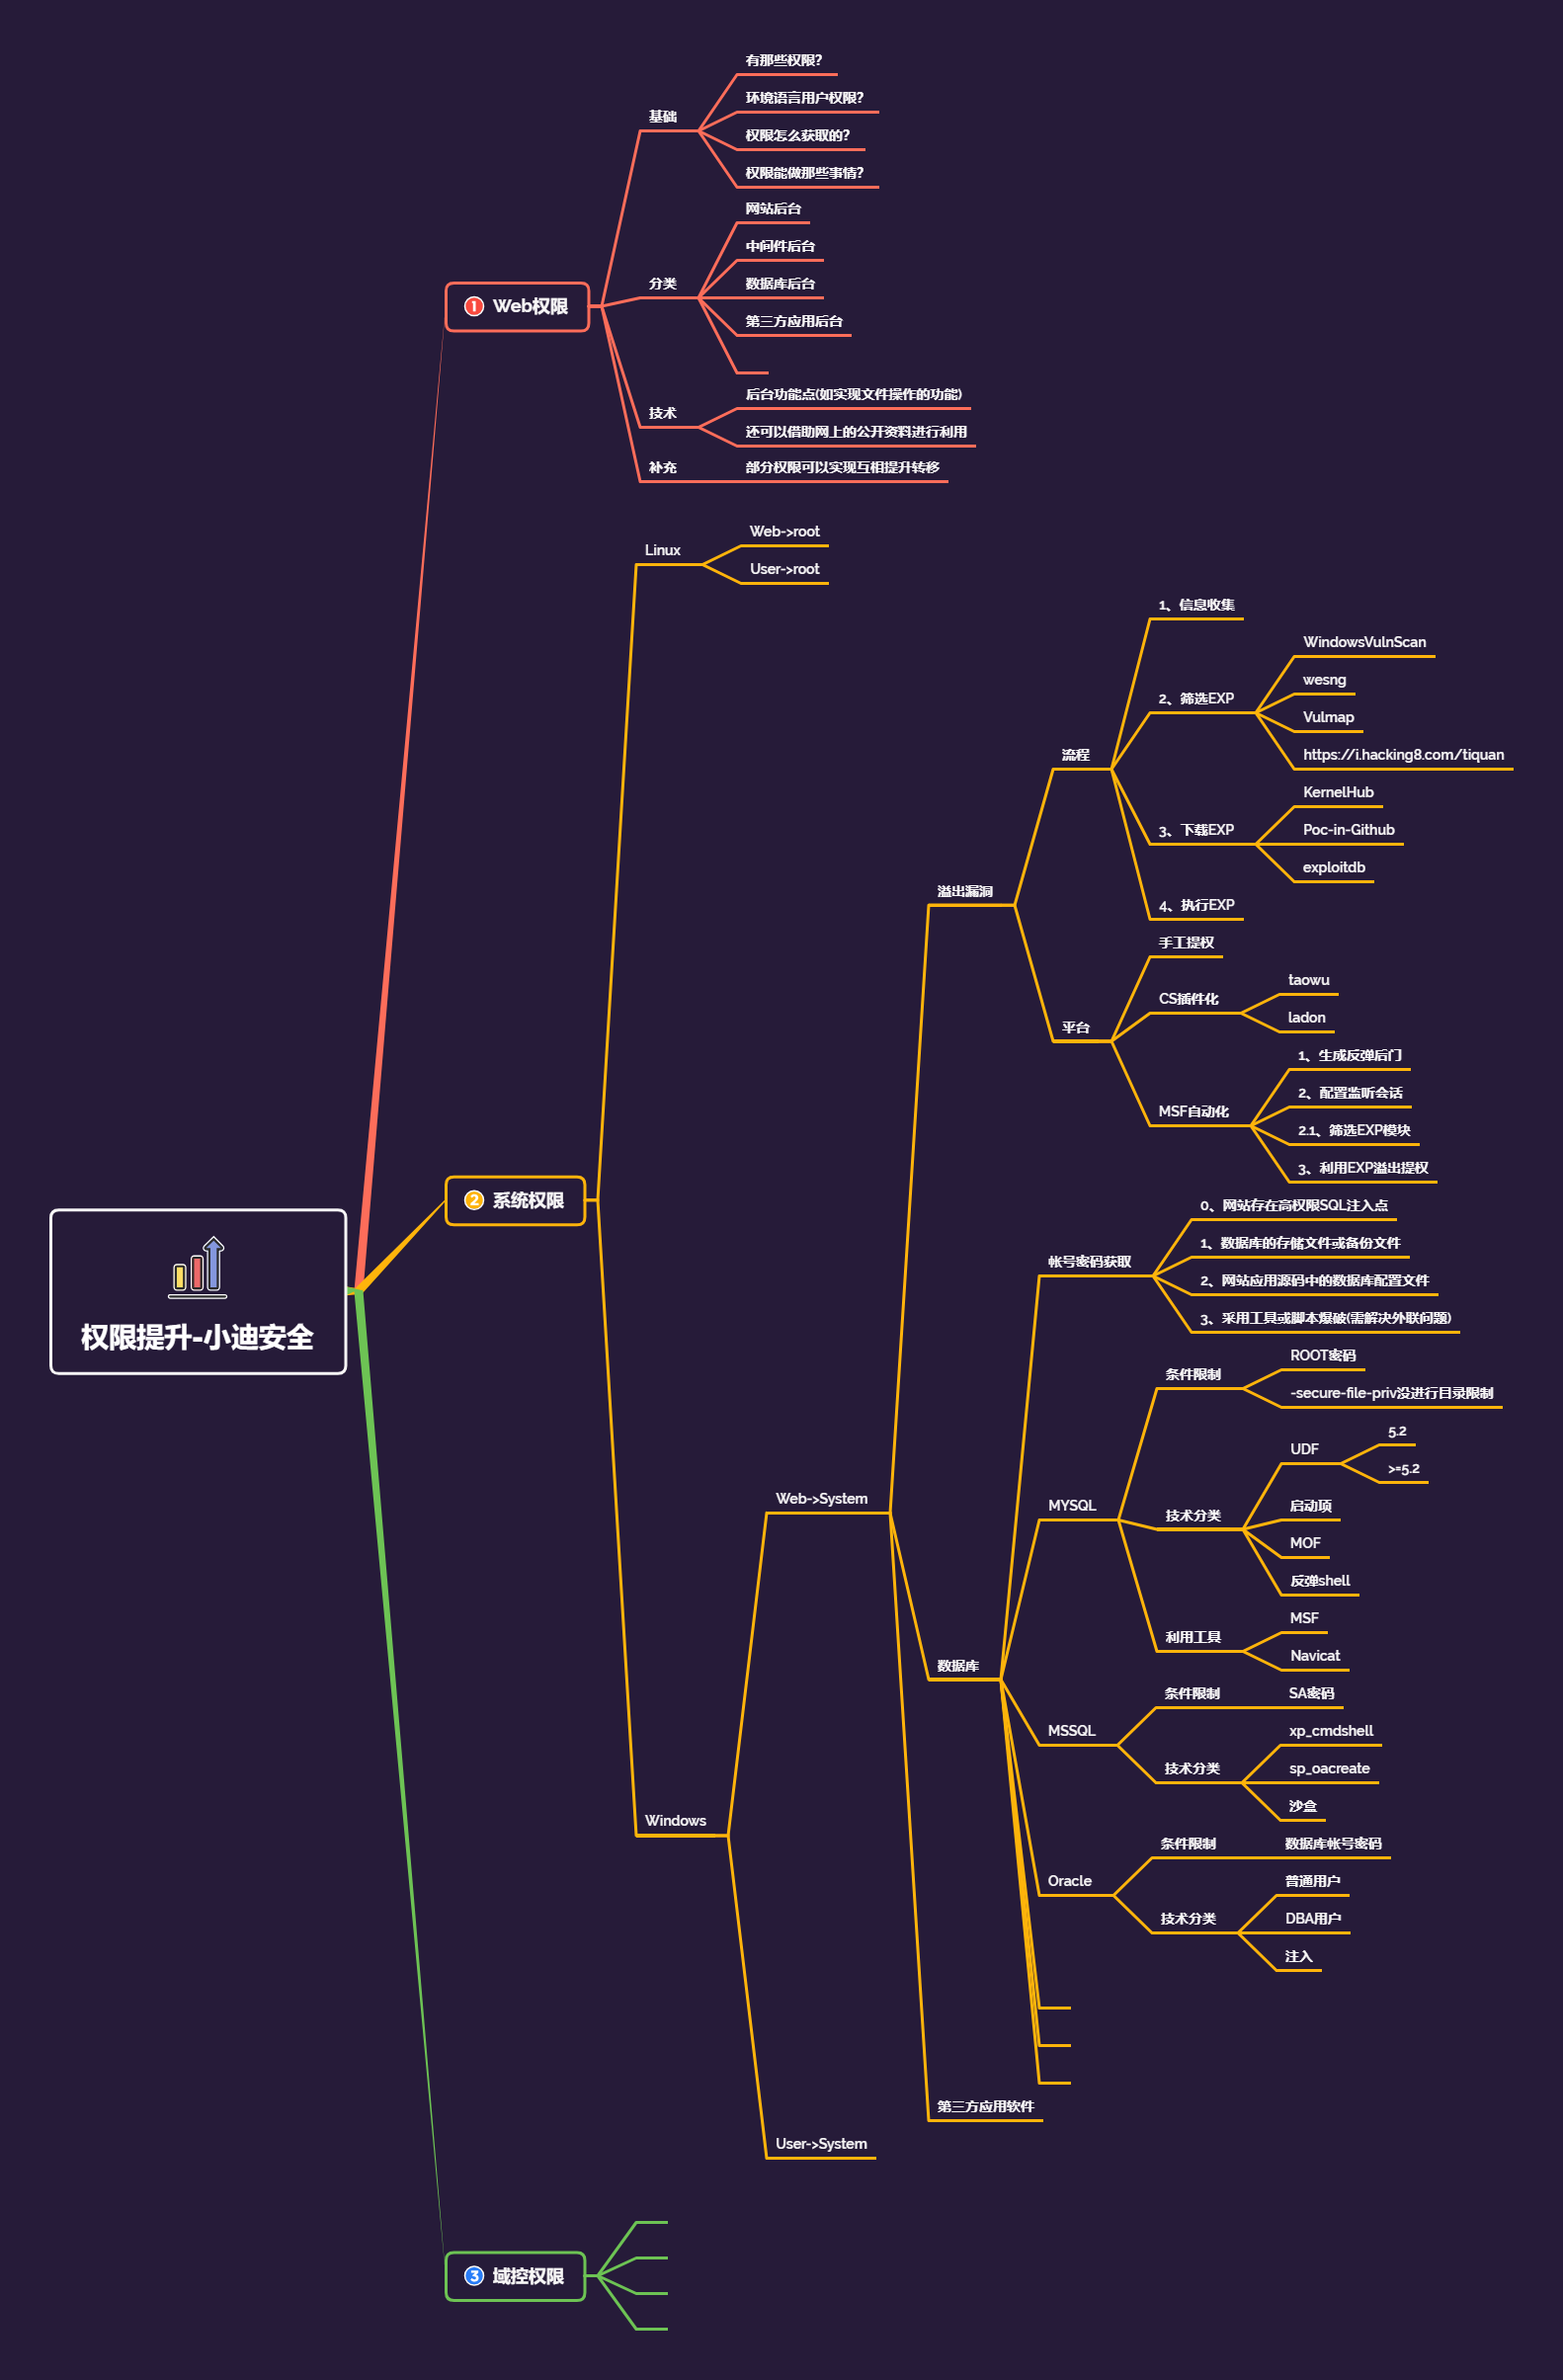 权限提升-小迪安全
1 Web权限
基础
有那些权限?
环境语言用户权限?
权限怎么获取的?
权限能做那些事情?
分类
网站后台
中间件后台
数据库后台
第三方应用后台
技术
后台功能点(如实现文件操作的功能)
还可以借助网上的公开资料进行利用
补充
部分权限可以实现互相提升转移
2 系统权限
Linux
Web->root
User->root
Windows
Web->System
溢出漏洞
流程
1、信息收集
2、筛选EXP
WindowsVulnScan
wesng
Vulmap
https://i.hacking8.com/tiquan
3、下载EXP
KernelHub
Poc-in-Github
exploitdb
4、执行EXP
平台
手工提权
CS插件化
taowu
ladon
MSF自动化
1、生成反弹后门
2、配置监听会话
2.1、筛选EXP模块
3、利用EXP溢出提权
数据库
帐号密码获取
0、网站存在高权限SQL注入点
1、数据库的存储文件或备份文件
2、网站应用源码中的数据库配置文件
3、采用工具或脚本爆破(需解决外联问题)
MYSQL
条件限制
ROOT密码
-secure-file-priv没进行目录限制
技术分类
UDF
5.2
>=5.2
启动项
MOF
反弹shell
利用工具
MSF
Navicat
MSSQL
条件限制
SA密码
技术分类
xp_cmdshell
sp_oacreate
沙盒
Oracle
条件限制
数据库帐号密码
技术分类
普通用户
DBA用户
注入
第三方应用软件
User->System
3 域控权限